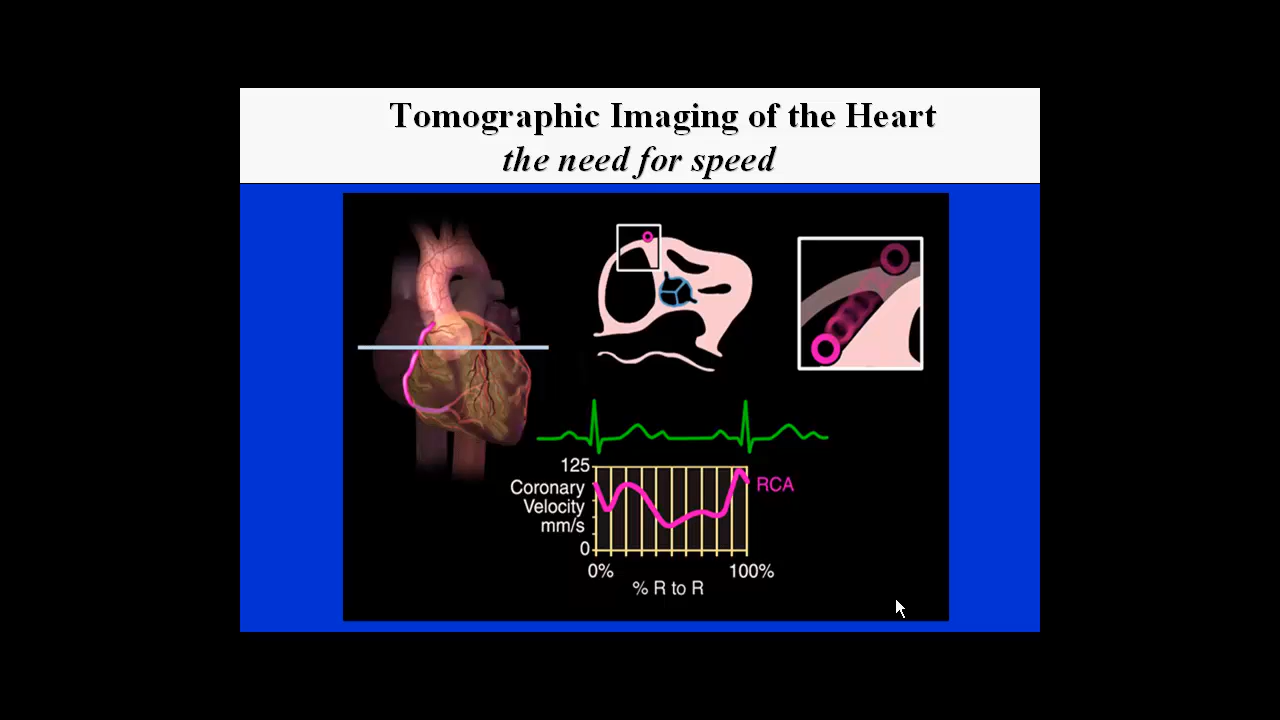 Tomographic Imaging of the Heart
the need for speed
125
Coronary
Velocity
mm/s
0
RCA
0%
100%
% R to R